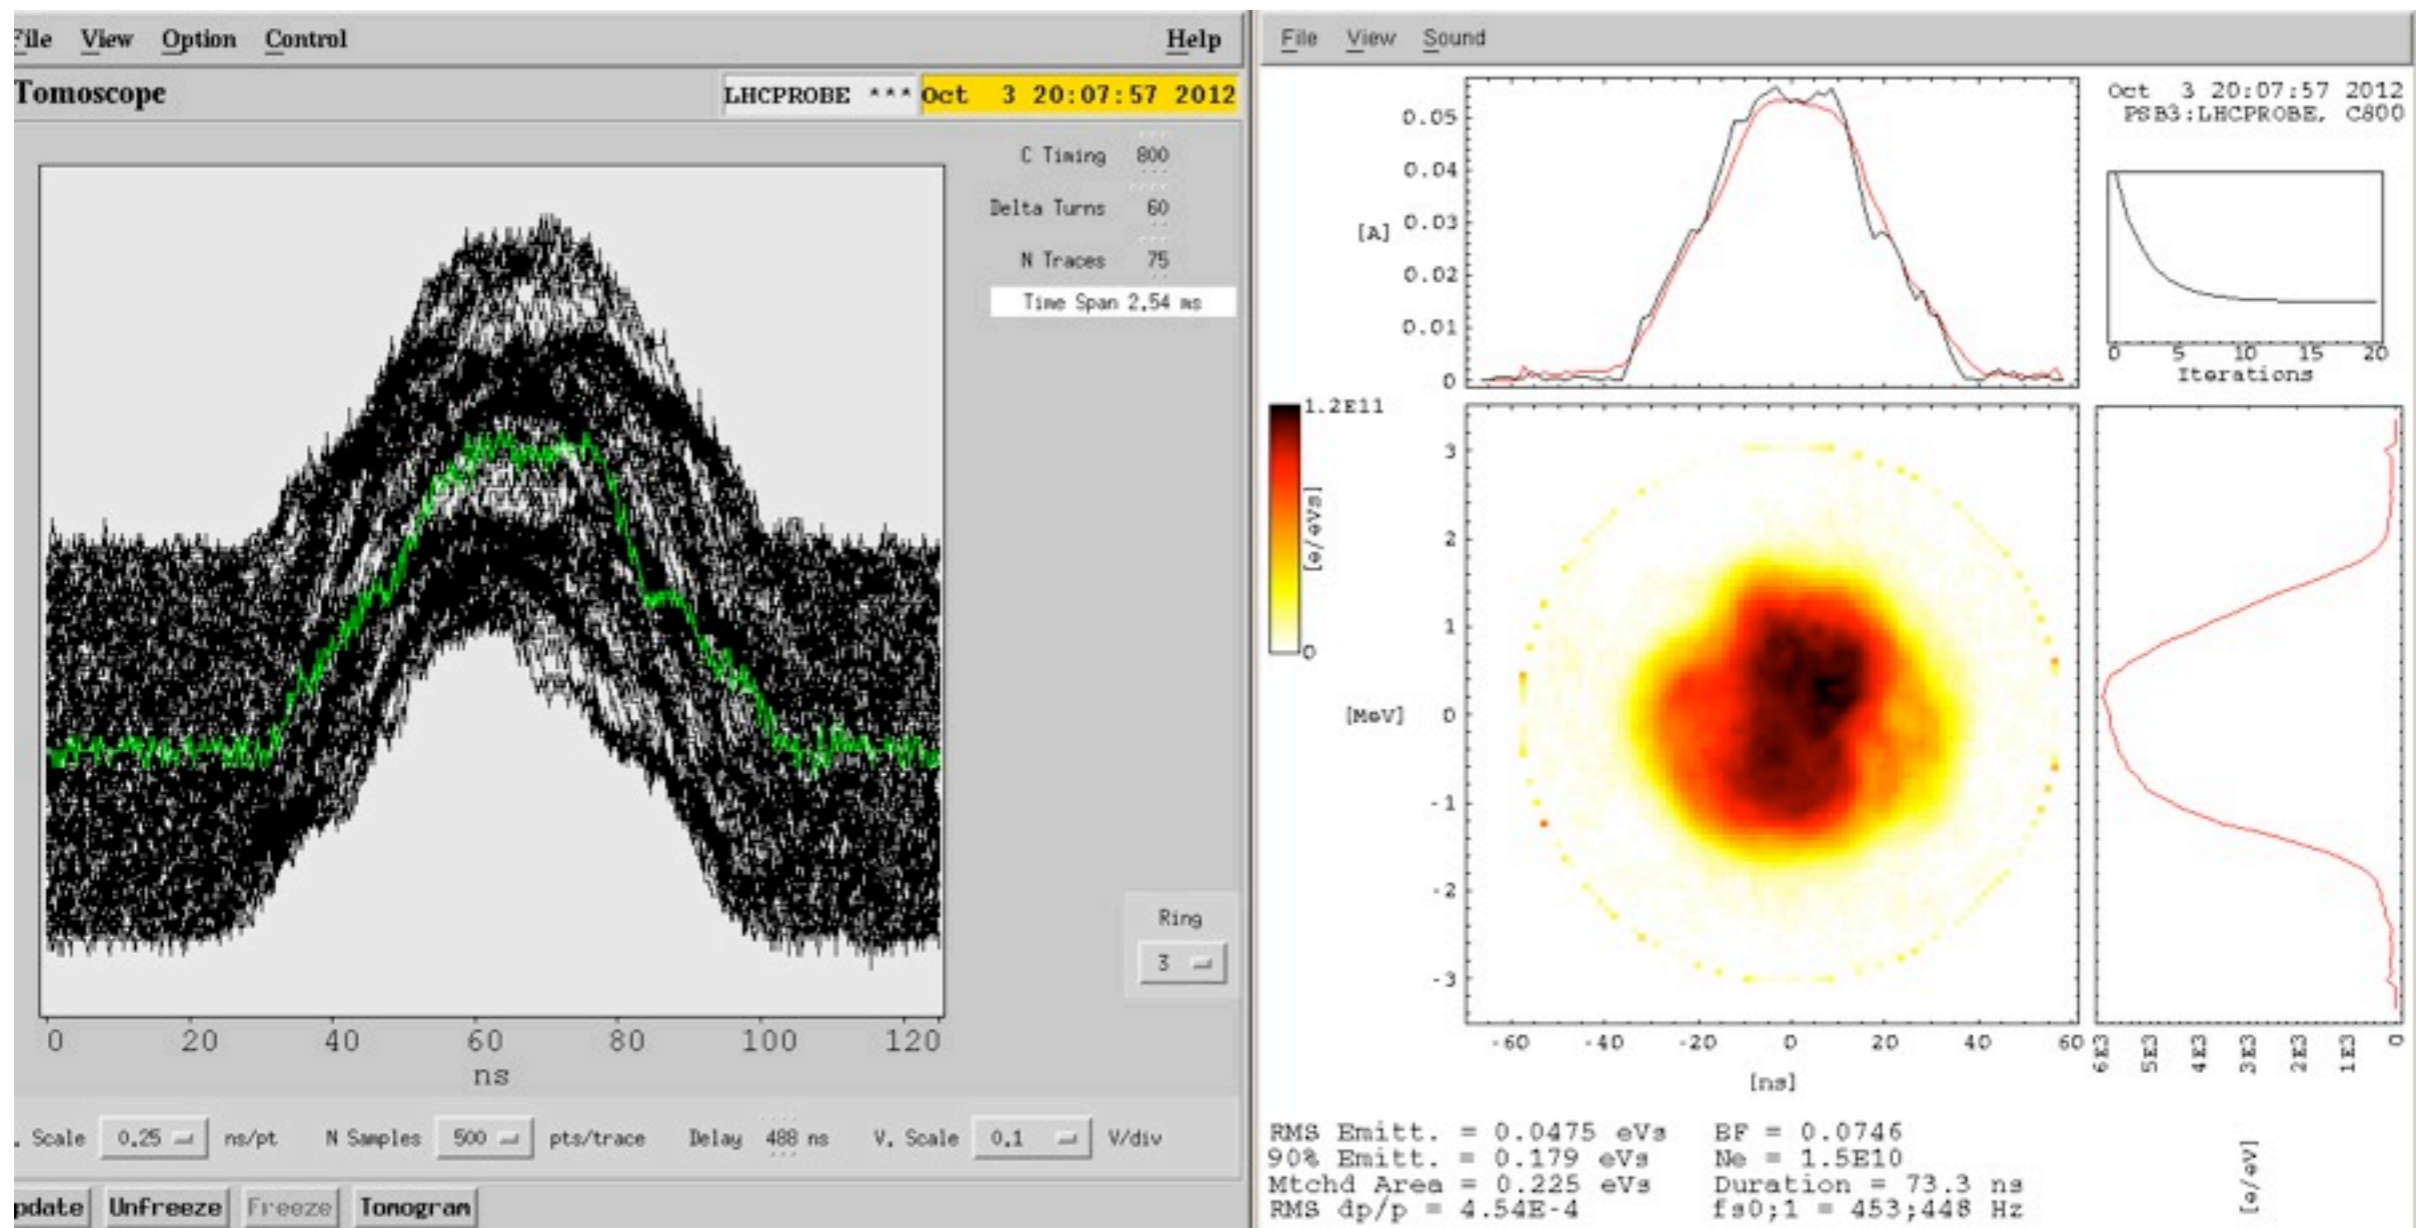 File View Option Control Help
Tomoscope LHCPROBE *** Oct 3 20:07:57 2012
C Timing 800
Delta Turns 60
N Traces 75
Time Span 2.54 ms
Ring
3
0 20 40 60 80 100 120
ns
. Scale 0.25 ns/pt N Samples 500 pts/trace Delay 488 ns V. Scale 0.1 V/div
pdate Unfreeze Freeze Tomogram
File View Sound
Oct 3 20:07:57 2012
PSB3:LHCPROBE, C800
0.05
0.04
0.03
[A]
0.02
0.01
0
0 5 10 15 20
Iterations
1.2E11
[e/eVs]
0
3
2
1
[MeV] 0
-1
-2
-3
-60 -40 -20 0 20 40 60
[ns]
6E3 5E3 4E3 3E3 2E3 1E3 0
[e/eV]
RMS Emitt. = 0.0475 eVs BF = 0.0746
90% Emitt. = 0.179 eVs Ne = 1.5E10
Mtchd Area = 0.225 eVs Duration = 73.3 ns
RMS dp/p = 4.54E-4 fs0;1 = 453;448 Hz